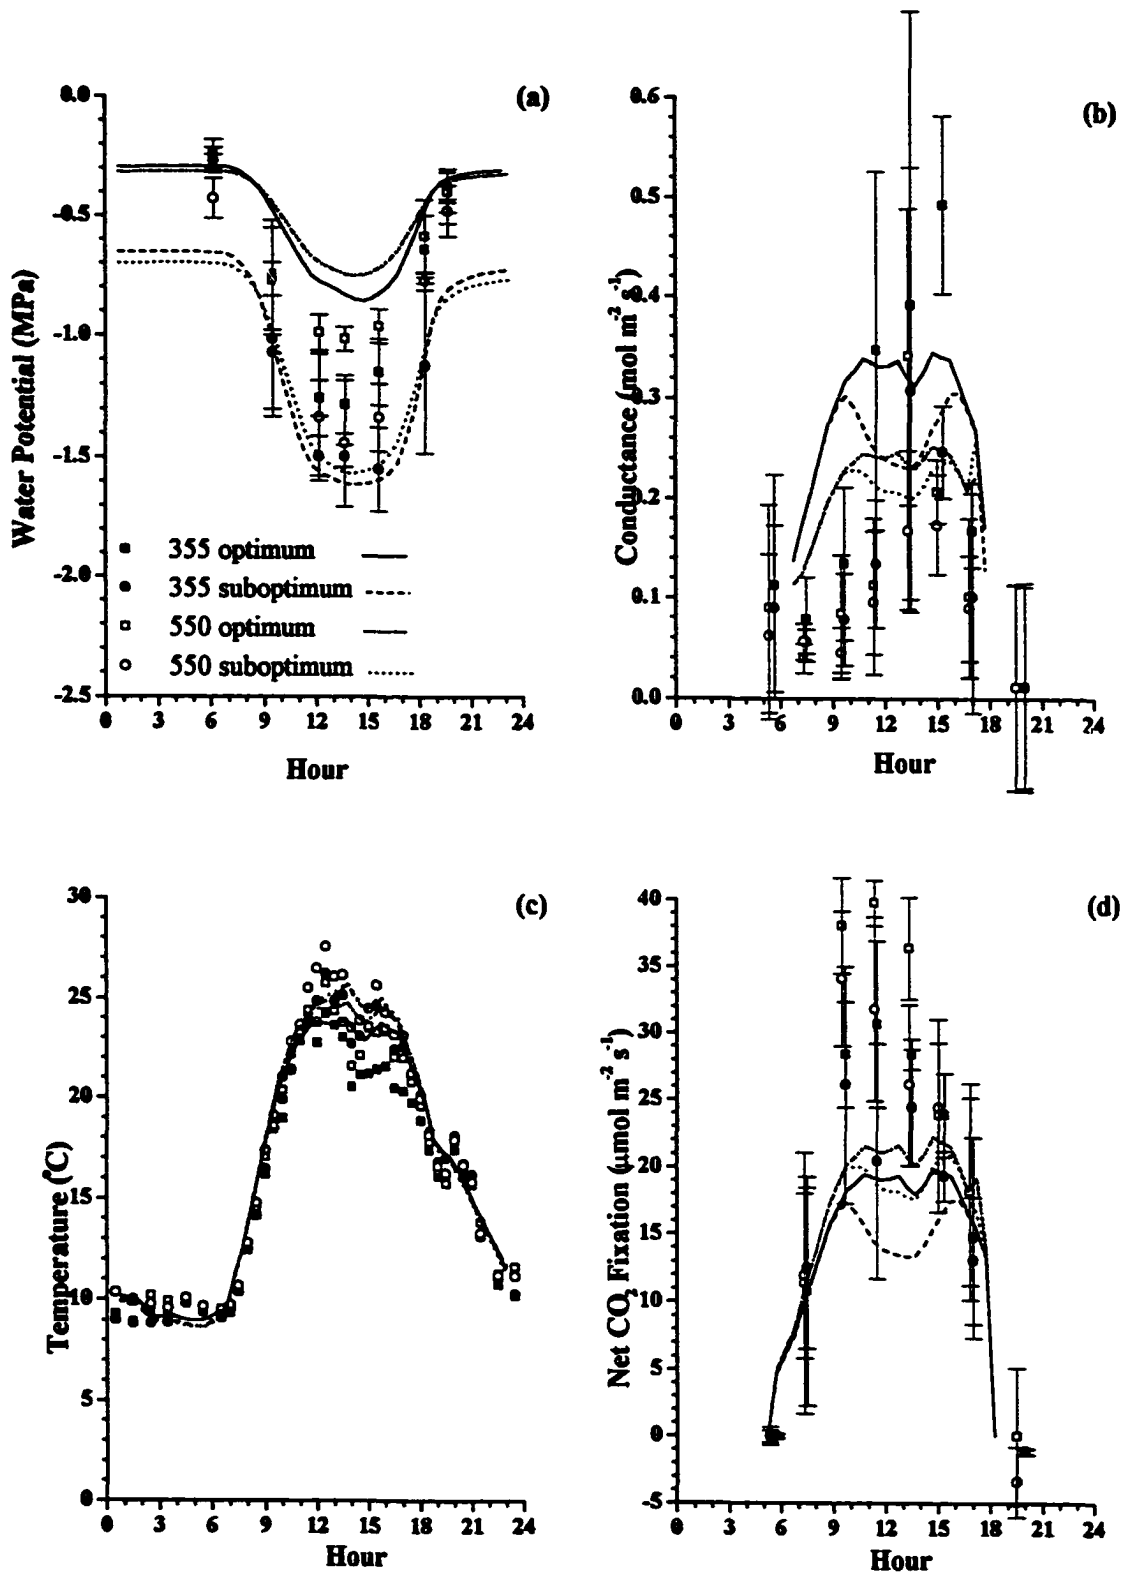 (a)
0.0
-0.5
-1.0
-1.5
-2.0
-2.5
Water Potential (MPa)
355 optimum
355 suboptimum
550 optimum
550 suboptimum
0 3 6 9 12 15 18 21 24
Hour
(b)
0.6
0.5
0.4
0.3
0.2
0.1
0.0
Conductance (mol m-2 s-1)
0 3 6 9 12 15 18 21 24
Hour
(c)
30
25
20
15
10
5
0
Temperature (°C)
0 3 6 9 12 15 18 21 24
Hour
(d)
40
35
30
25
20
15
10
5
0
-5
Net CO2 Fixation (μmol m-2 s-1)
0 3 6 9 12 15 18 21 24
Hour